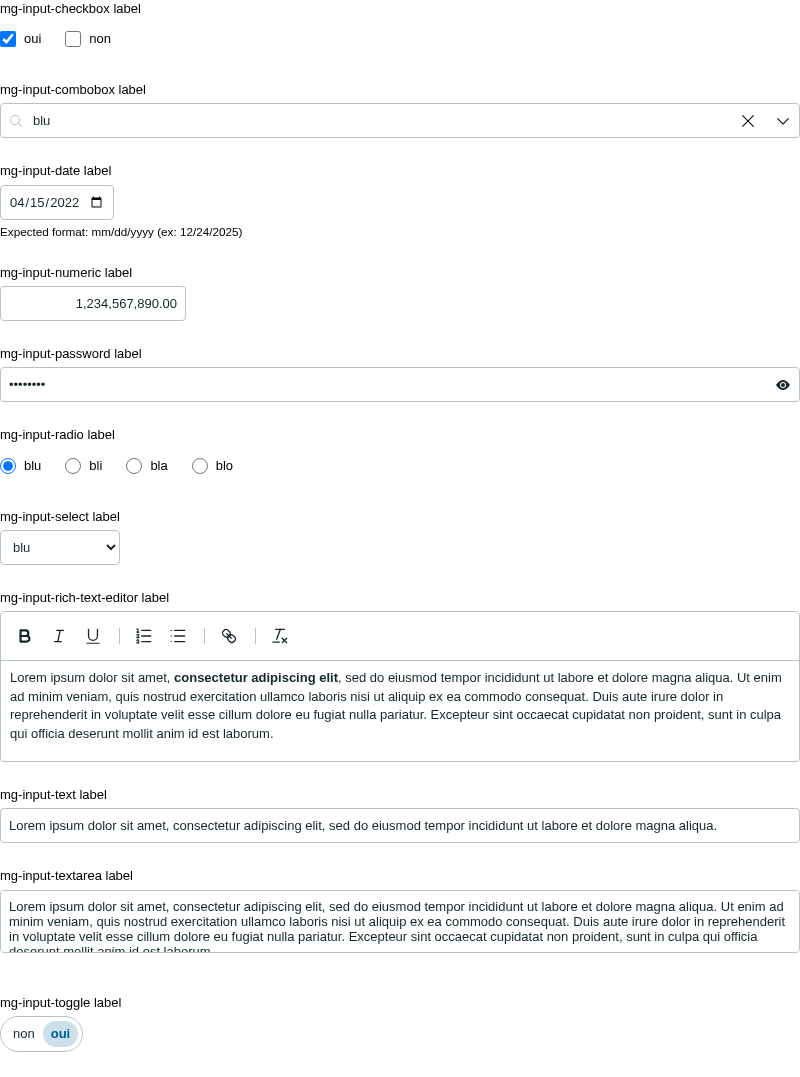 mg-input-checkbox label
oui non
mg-input-combobox label
blu
mg-input-date label
04/15/2022
Expected format: mm/dd/yyyy (ex: 12/24/2025)
mg-input-numeric label
1,234,567,890.00
mg-input-password label
••••••••
mg-input-radio label
blu bli bla blo
mg-input-select label
blu
mg-input-rich-text-editor label
Lorem ipsum dolor sit amet, consectetur adipiscing elit, sed do eiusmod tempor incididunt ut labore et dolore magna aliqua. Ut enim
ad minim veniam, quis nostrud exercitation ullamco laboris nisi ut aliquip ex ea commodo consequat. Duis aute irure dolor in
reprehenderit in voluptate velit esse cillum dolore eu fugiat nulla pariatur. Excepteur sint occaecat cupidatat non proident, sunt in culpa
qui officia deserunt mollit anim id est laborum.
mg-input-text label
Lorem ipsum dolor sit amet, consectetur adipiscing elit, sed do eiusmod tempor incididunt ut labore et dolore magna aliqua.
mg-input-textarea label
Lorem ipsum dolor sit amet, consectetur adipiscing elit, sed do eiusmod tempor incididunt ut labore et dolore magna aliqua. Ut enim ad
minim veniam, quis nostrud exercitation ullamco laboris nisi ut aliquip ex ea commodo consequat. Duis aute irure dolor in reprehenderit
in voluptate velit esse cillum dolore eu fugiat nulla pariatur. Excepteur sint occaecat cupidatat non proident, sunt in culpa qui officia
deserunt mollit anim id est laborum.
mg-input-toggle label
non oui